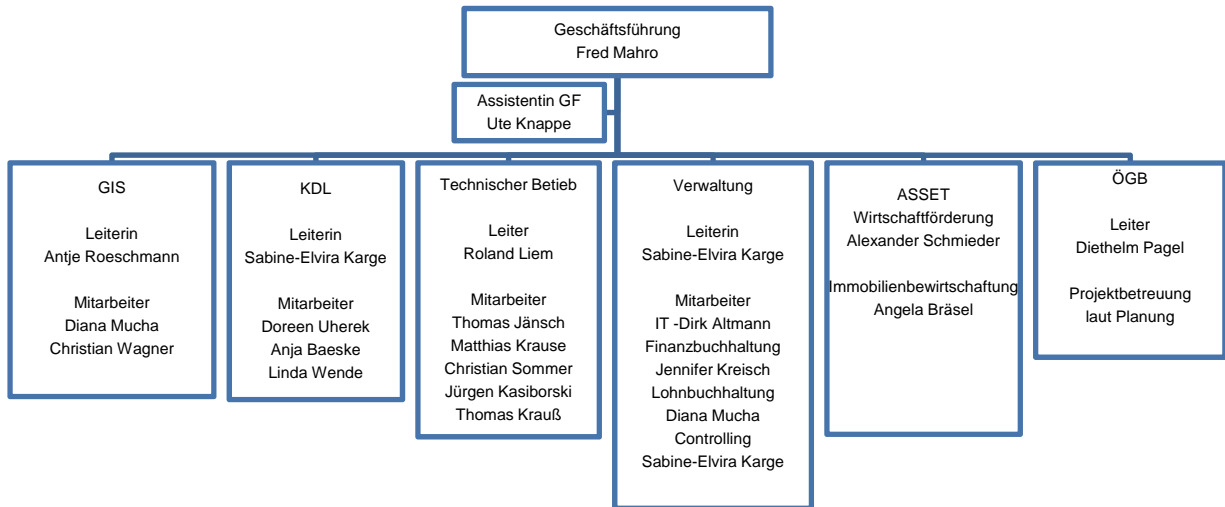 Geschäftsführung
Fred Mahro
Assistentin GF
Ute Knappe
GIS
Leiterin
Antje Roeschmann
Mitarbeiter
Diana Mucha
Christian Wagner
KDL
Leiterin
Sabine-Elvira Karge
Mitarbeiter
Doreen Uherek
Anja Baeske
Linda Wende
Technischer Betieb
Leiter
Roland Liem
Mitarbeiter
Thomas Jänsch
Matthias Krause
Christian Sommer
Jürgen Kasiborski
Thomas Krauß
Verwaltung
Leiterin
Sabine-Elvira Karge
Mitarbeiter
IT -Dirk Altmann
Finanzbuchhaltung
Jennifer Kreisch
Lohnbuchhaltung
Diana Mucha
Controlling
Sabine-Elvira Karge
ASSET
Wirtschaftförderung
Alexander Schmieder
Immobilienbewirtschaftung
Angela Bräsel
ÖGB
Leiter
Diethelm Pagel
Projektbetreuung
laut Planung